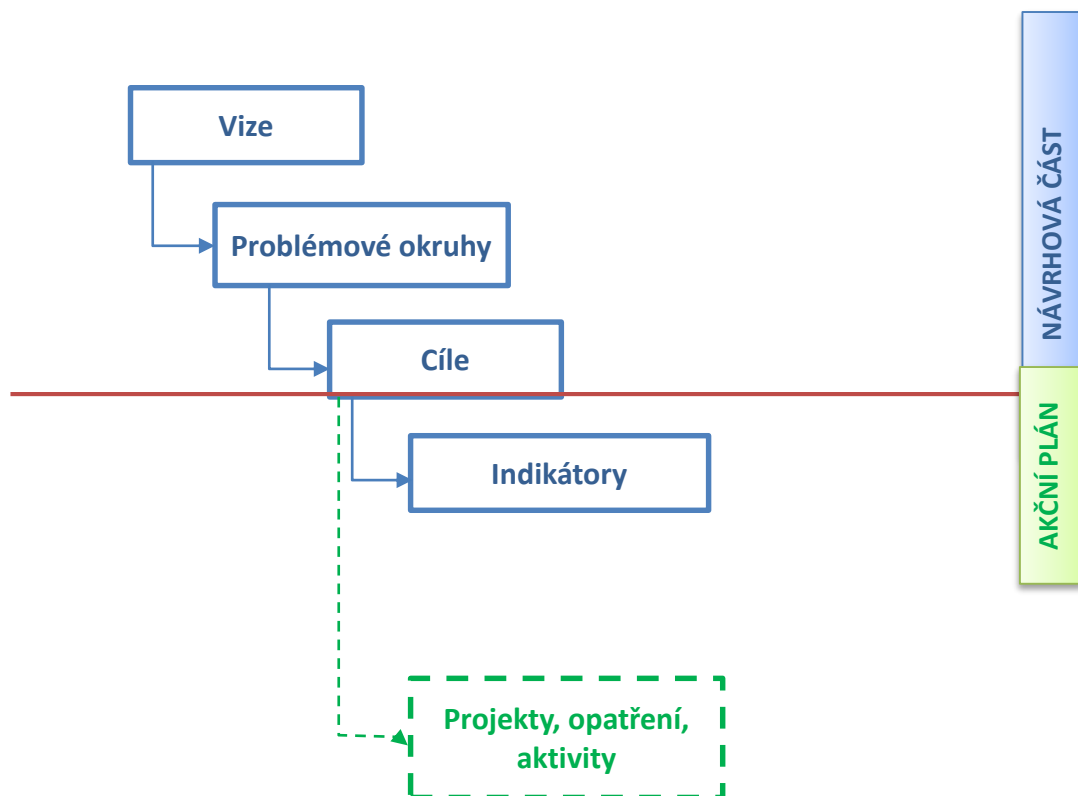 Vize
Problémové okruhy
Cíle
Indikátory
Projekty, opatření,
aktivity
NÁVRHOVÁ ČÁST
AKČNÍ PLÁN